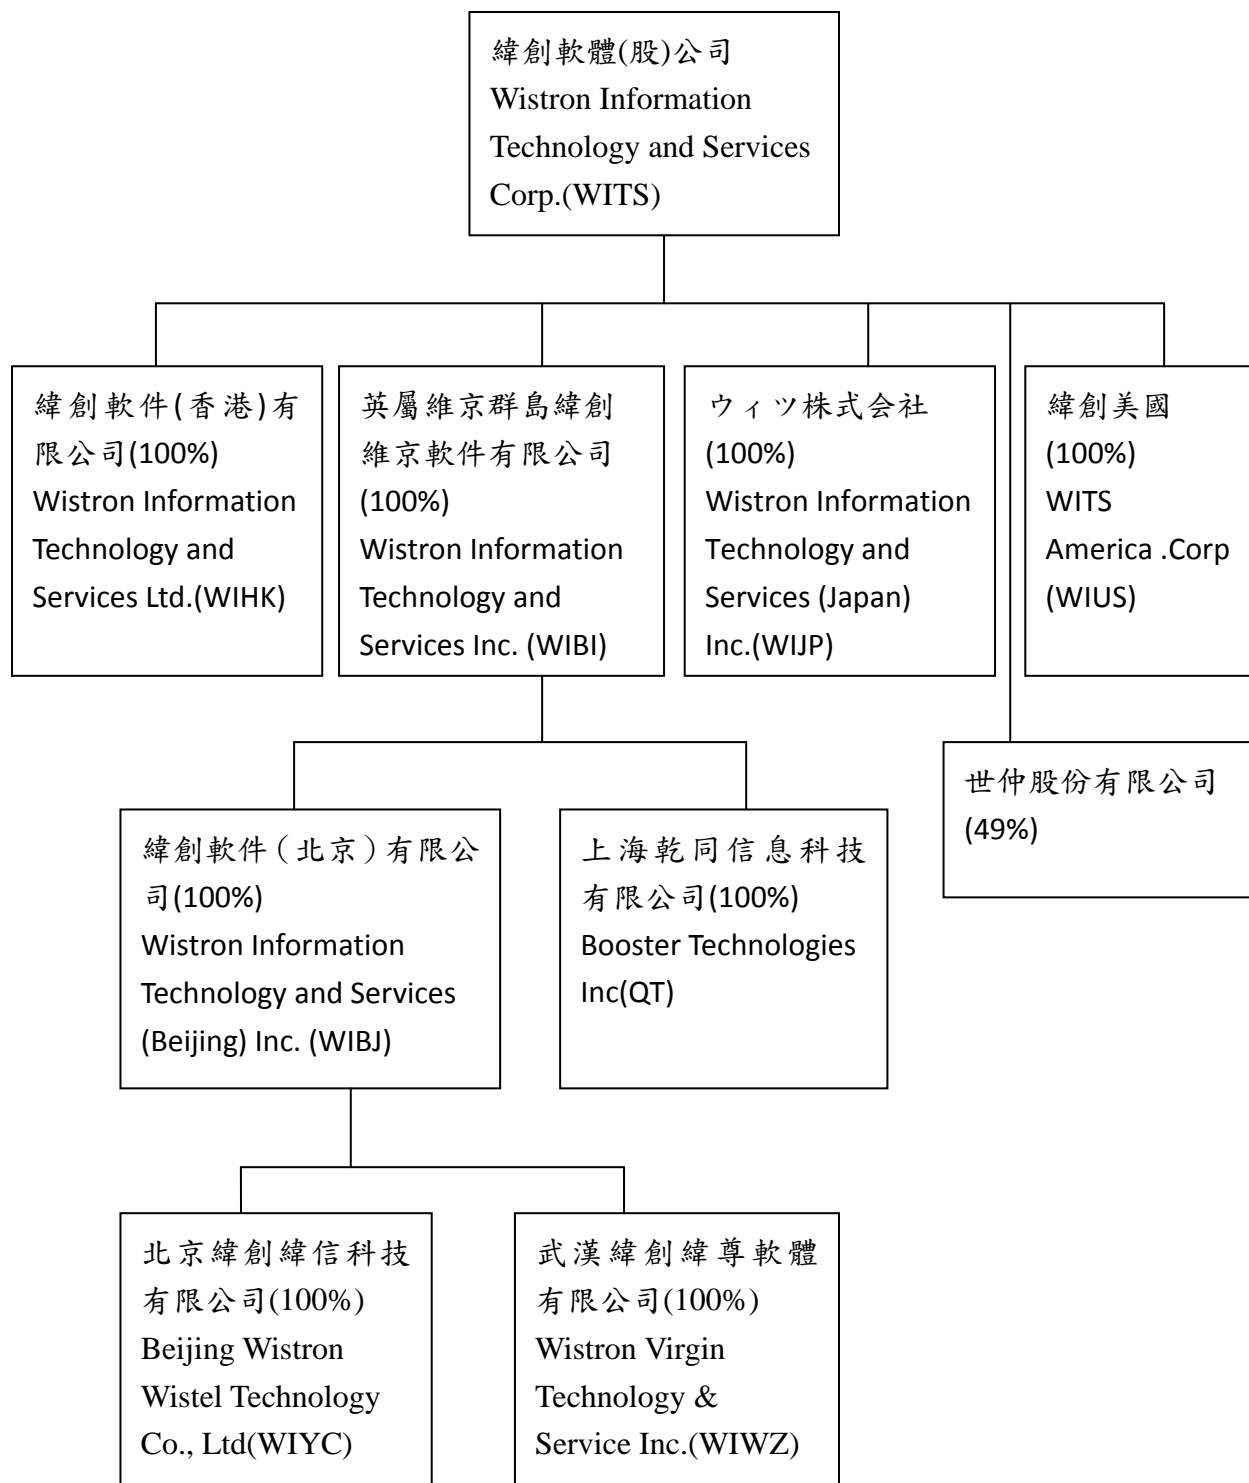 緯創軟體(股)公司
Wistron Information
Technology and Services
Corp.(WITS)
緯創軟件(香港)有
限公司(100%)
Wistron Information
Technology and
Services Ltd.(WIHK)
英屬維京群島緯創
維京軟件有限公司
(100%)
Wistron Information
Technology and
Services Inc. (WIBI)
ウィツ株式会社
(100%)
Wistron Information
Technology and
Services (Japan)
Inc.(WIJP)
緯創美國
(100%)
WITS
America .Corp
(WIUS)
世仲股份有限公司
(49%)
緯創軟件（北京）有限公
司(100%)
Wistron Information
Technology and Services
(Beijing) Inc. (WIBJ)
上海乾同信息科技
有限公司(100%)
Booster Technologies
Inc(QT)
北京緯創緯信科技
有限公司(100%)
Beijing Wistron
Wistel Technology
Co., Ltd(WIYC)
武漢緯創緯尊軟體
有限公司(100%)
Wistron Virgin
Technology &
Service Inc.(WIWZ)